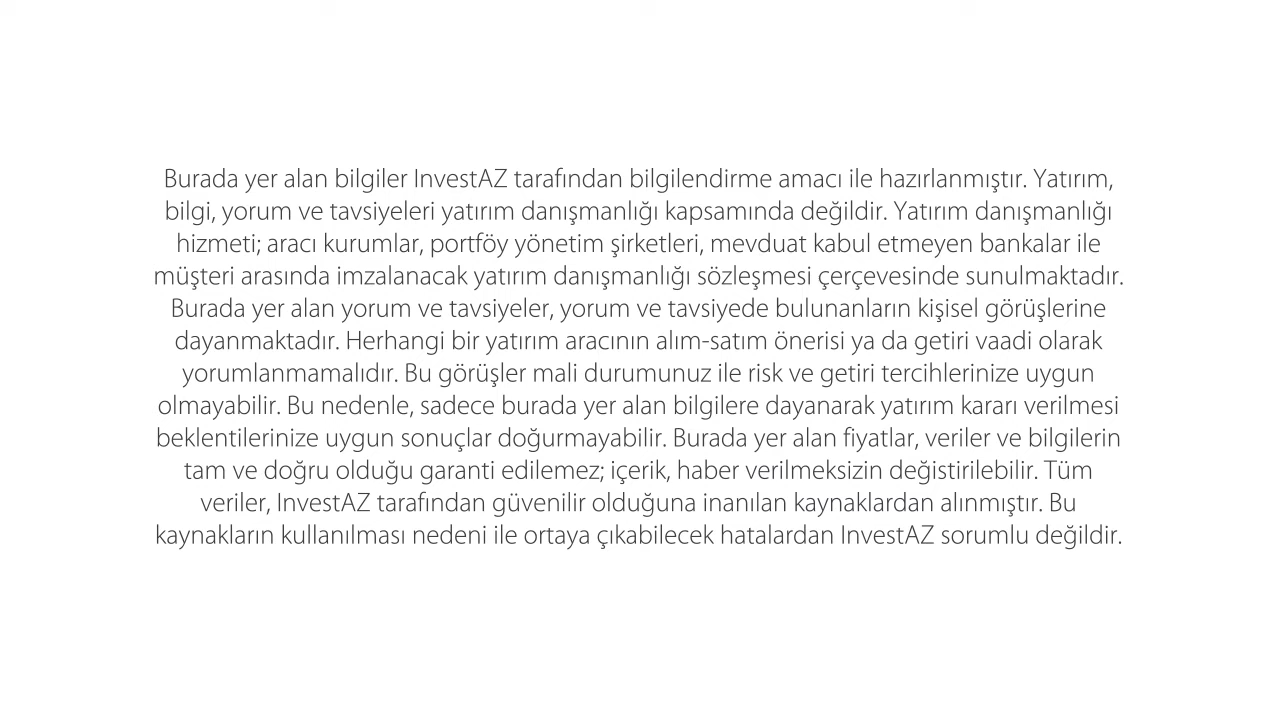 Burada yer alan bilgiler InvestAZ tarafından bilgilendirme amacı ile hazırlanmıştır. Yatırım,
bilgi, yorum ve tavsiyeleri yatırım danışmanlığı kapsamında değildir. Yatırım danışmanlığı
hizmeti; aracı kurumlar, portföy yönetim şirketleri, mevduat kabul etmeyen bankalar ile
müşteri arasında imzalanacak yatırım danışmanlığı sözleşmesi çerçevesinde sunulmaktadır.
Burada yer alan yorum ve tavsiyeler, yorum ve tavsiyede bulunanların kişisel görüşlerine
dayanmaktadır. Herhangi bir yatırım aracının alım-satım önerisi ya da getiri vaadi olarak
yorumlanmamalıdır. Bu görüşler mali durumunuz ile risk ve getiri tercihlerinize uygun
olmayabilir. Bu nedenle, sadece burada yer alan bilgilere dayanarak yatırım kararı verilmesi
beklentilerinize uygun sonuçlar doğurmayabilir. Burada yer alan fiyatlar, veriler ve bilgilerin
tam ve doğru olduğu garanti edilemez; içerik, haber verilmeksizin değistirilebilir. Tüm
veriler, InvestAZ tarafından güvenilir olduğuna inanılan kaynaklardan alınmıştır. Bu
kaynakların kullanılması nedeni ile ortaya çıkabilecek hatalardan InvestAZ sorumlu değildir.